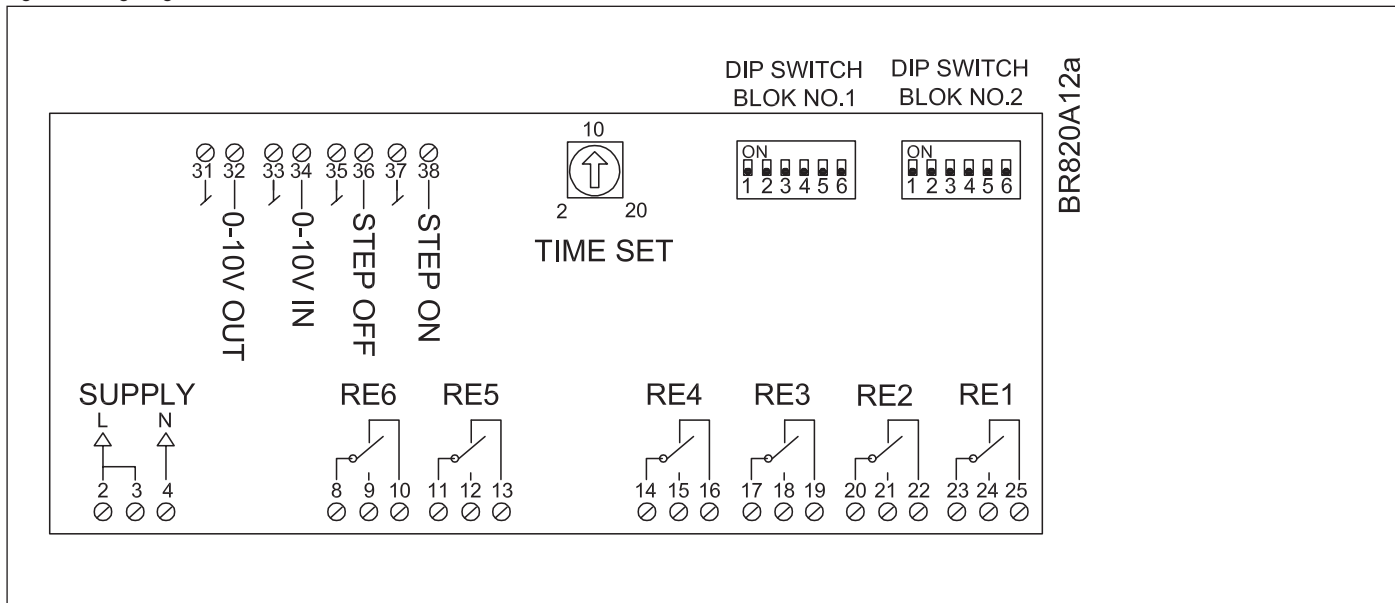 DIP SWITCH
BLOK NO.1
DIP SWITCH
BLOK NO.2
BR820A12a
31 32 33 34 35 36 37 38
0-10V OUT
0-10V IN
STEP OFF
STEP ON
10
2 20
TIME SET
ON
1 2 3 4 5 6
ON
1 2 3 4 5 6
SUPPLY
L N
2 3 4
RE6
8 9 10
RE5
11 12 13
RE4
14 15 16
RE3
17 18 19
RE2
20 21 22
RE1
23 24 25